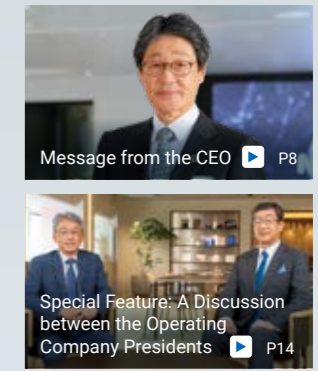 Message from the CEO P8
Special Feature: A Discussion
between the Operating
Company Presidents P14